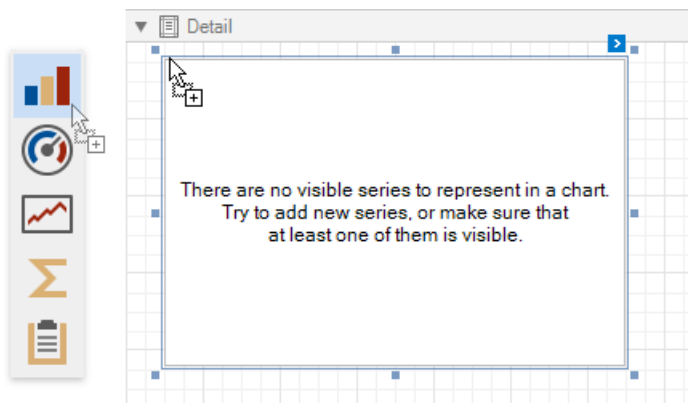 Detail
There are no visible series to represent in a chart.
Try to add new series, or make sure that
at least one of them is visible.